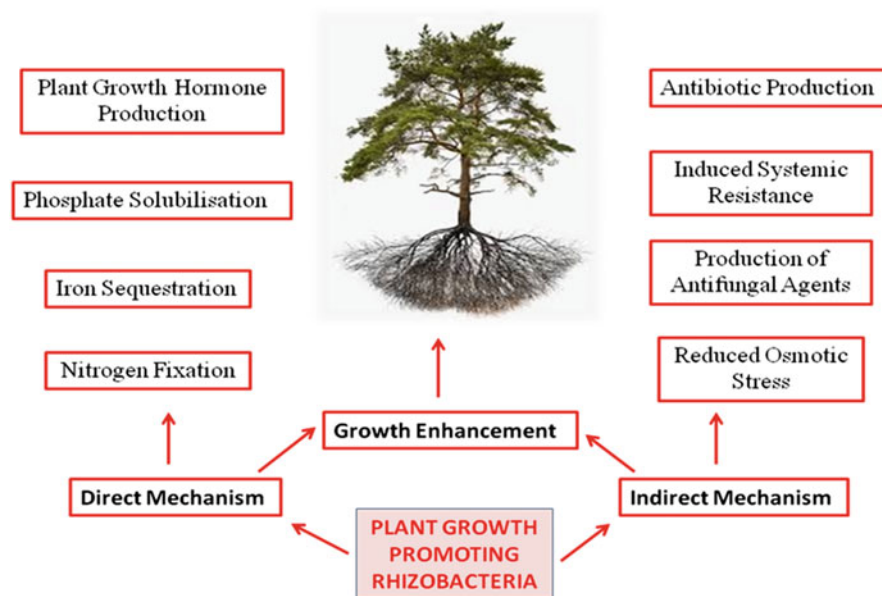 Plant Growth Hormone
Production
Phosphate Solubilisation
Iron Sequestration
Nitrogen Fixation
Antibiotic Production
Induced Systemic
Resistance
Production of
Antifungal Agents
Reduced Osmotic
Stress
Growth Enhancement
Direct Mechanism
Indirect Mechanism
PLANT GROWTH
PROMOTING
RHIZOBACTERIA